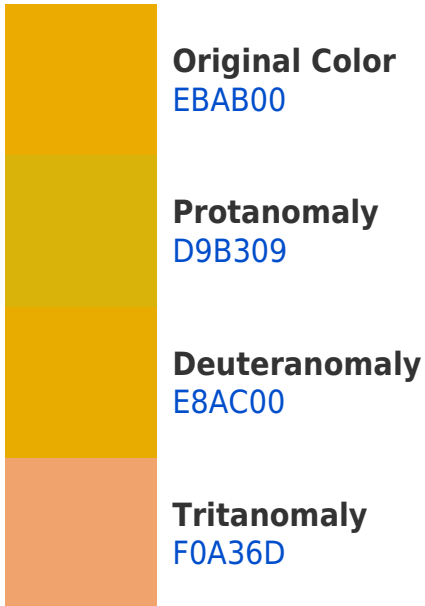 Original Color
EBAB00
Protanomaly
D9B309
Deuteranomaly
E8AC00
Tritanomaly
F0A36D